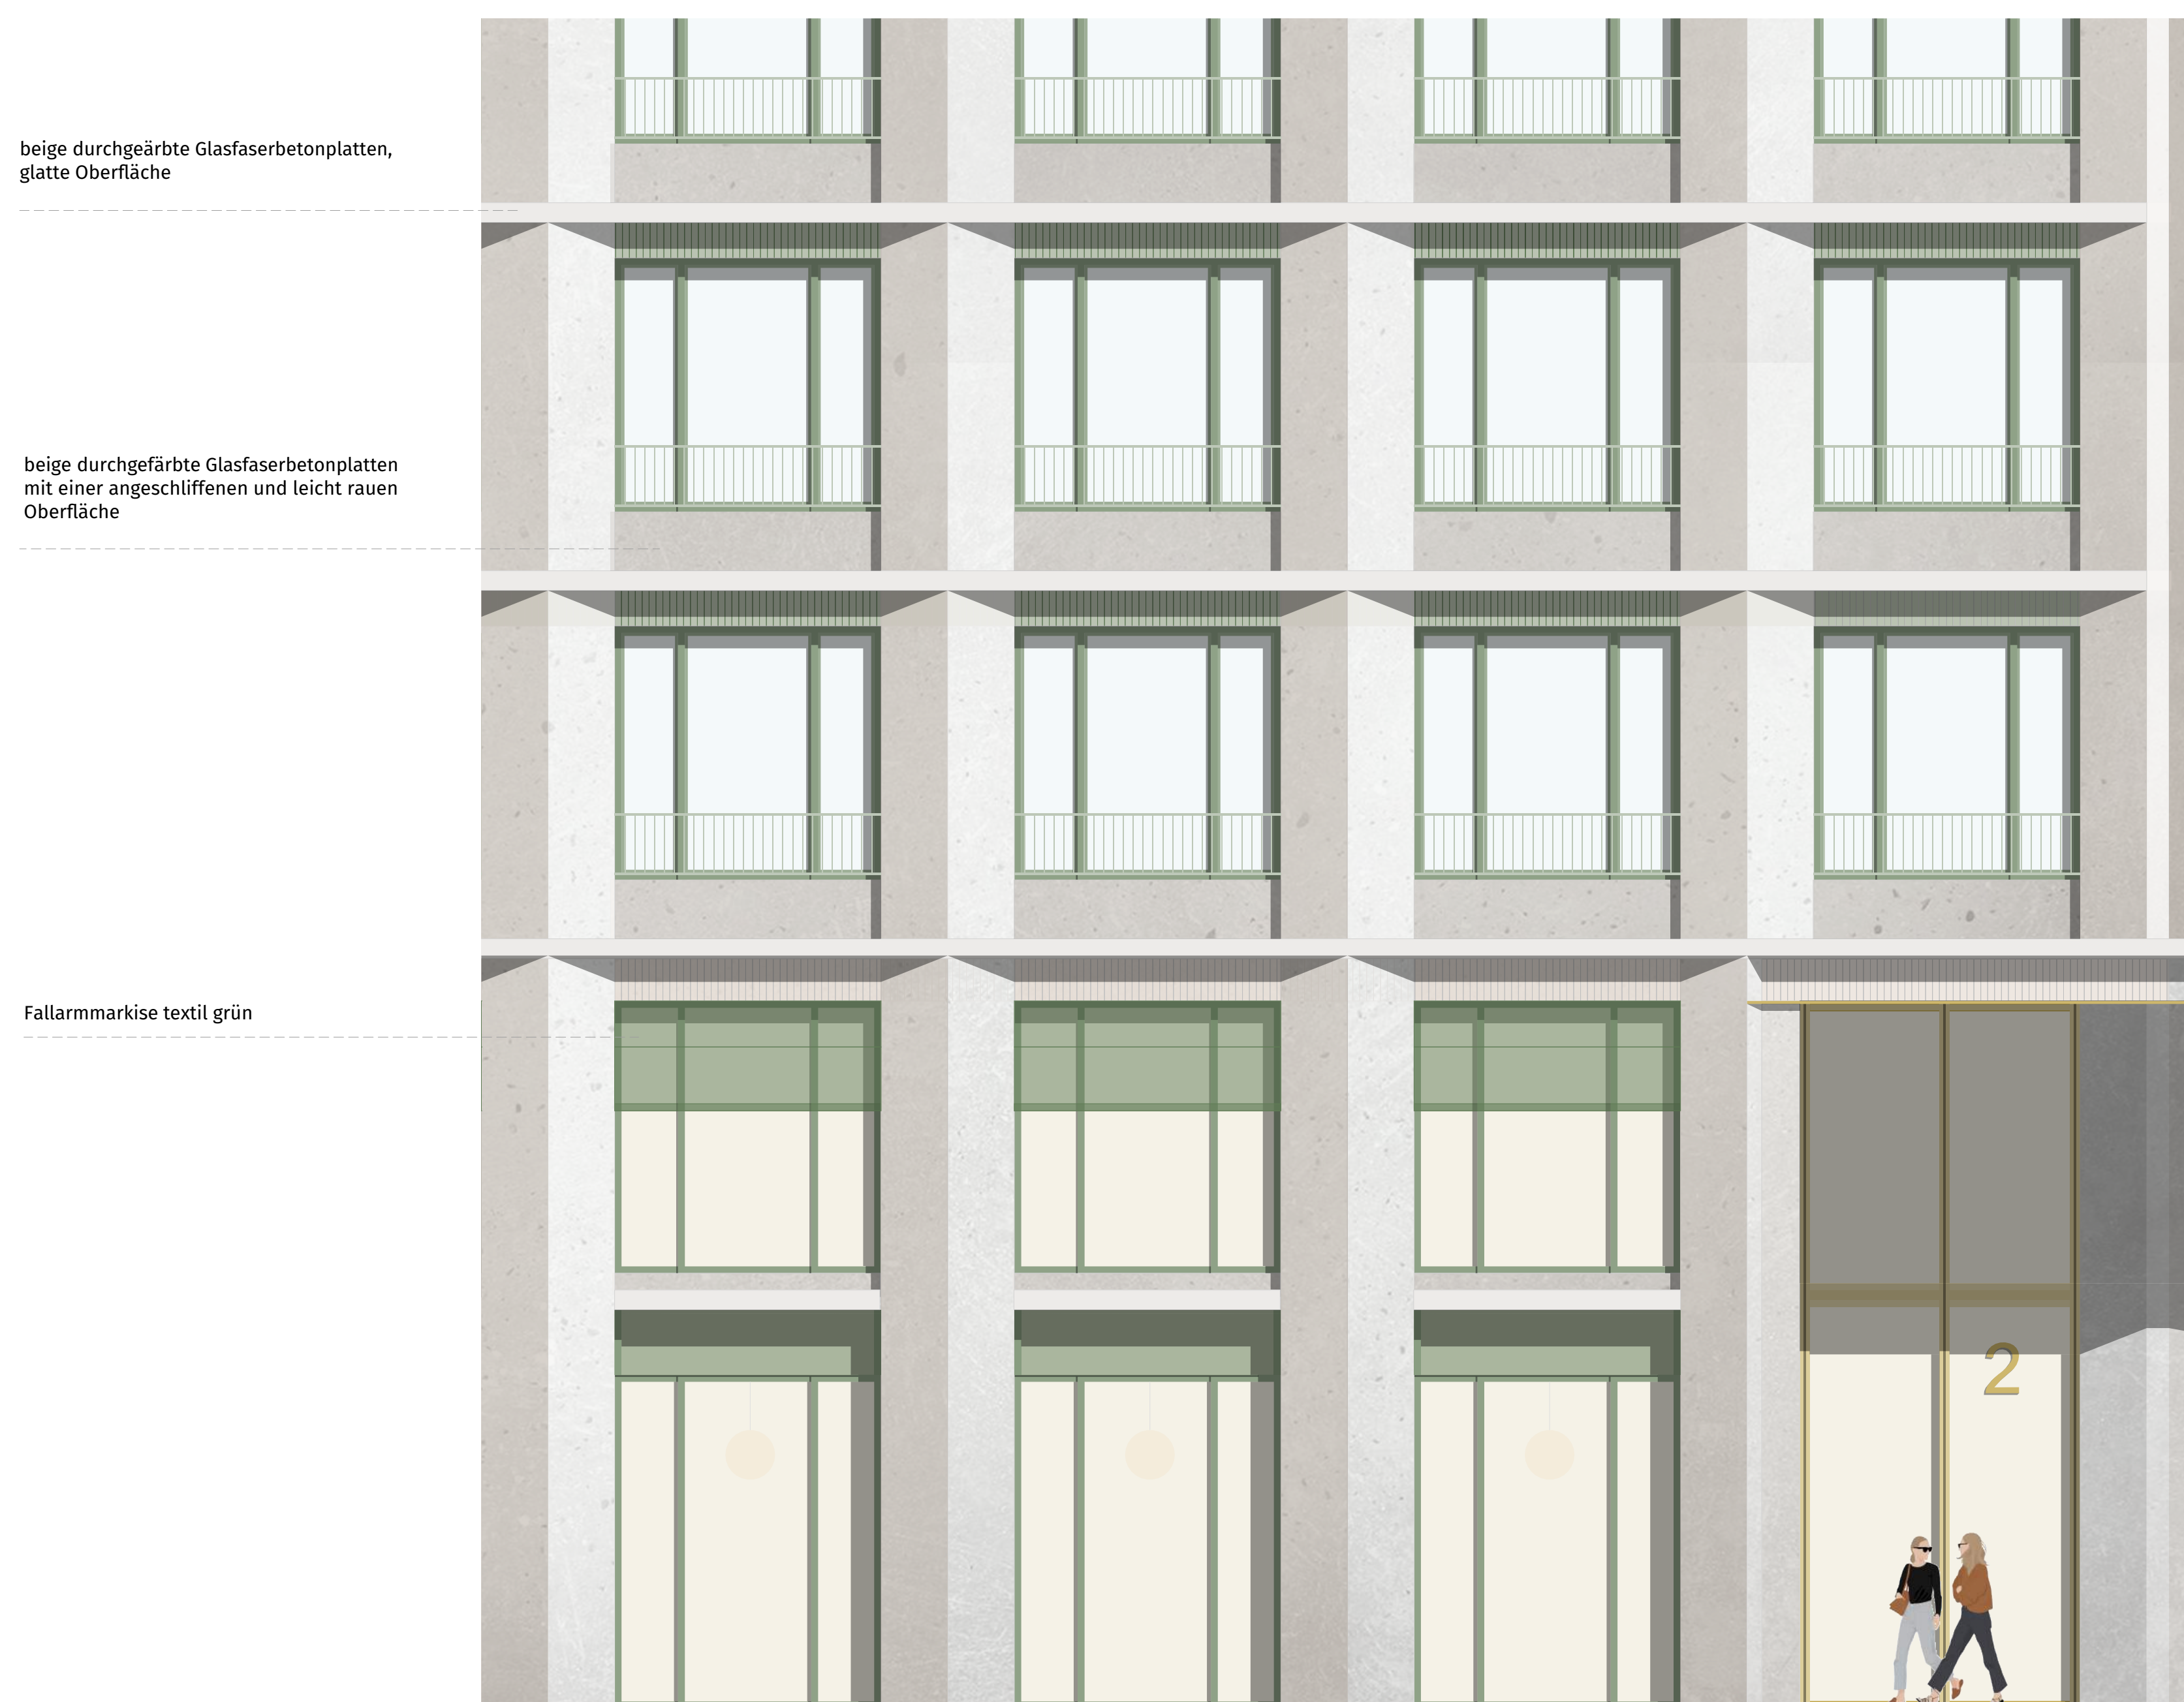 beige durchgeärbte Glasfaserbetonplatten,
glatte Oberfläche
beige durchgefärbte Glasfaserbetonplatten
mit einer angeschliffenen und leicht rauen
Oberfläche
Fallarmmarkise textil grün
2